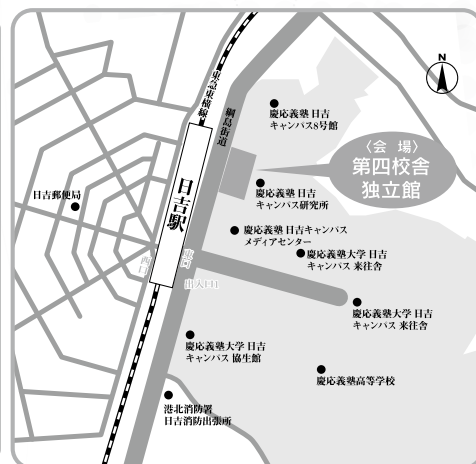 N
東急東横線
綱島街道
慶応義塾 日吉
キャンパス8号館
〈会 場〉
第四校舎
独立館
日吉郵便局
日吉駅
慶応義塾 日吉
キャンパス研究所
慶応義塾 日吉キャンパス
メディアセンター
慶応義塾大学 日吉
キャンパス 来往舎
西口
東口
出入口1
慶応義塾大学 日吉
キャンパス 来往舎
慶応義塾大学 日吉
キャンパス 協生館
慶応義塾高等学校
港北消防署
日吉消防出張所